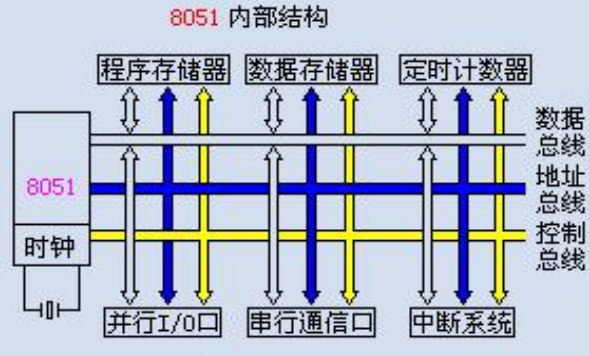 8051 内部结构
程序存储器 数据存储器 定时计数器
数据
总线
8051
地址
总线
时钟
控制
总线
并行I/0口 串行通信口 中断系统